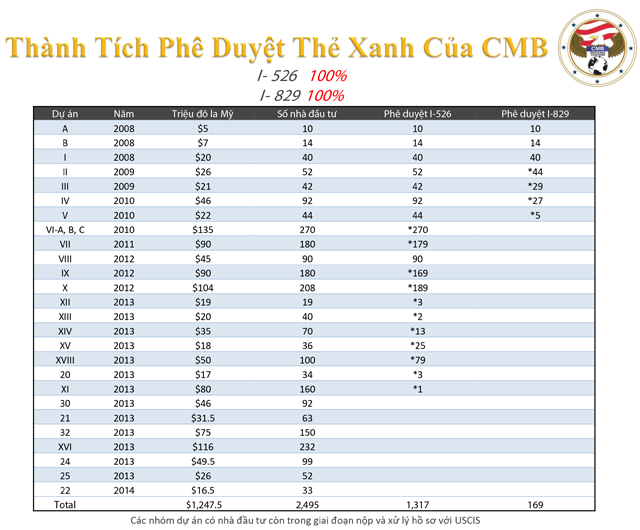 Thành Tích Phê Duyệt Thẻ Xanh Của CMB
CMB
I- 526 100%
I- 829 100%
Dự án Năm Triệu đô la Mỹ Số nhà đầu tư Phê duyệt I-526 Phê duyệt I-829
A 2008 $5 10 10 10
B 2008 $7 14 14 14
I 2008 $20 40 40 40
II 2009 $26 52 52 *44
III 2009 $21 42 42 *29
IV 2010 $46 92 92 *27
V 2010 $22 44 44 *5
VI-A, B, C 2010 $135 270 *270
VII 2011 $90 180 *179
VIII 2012 $45 90 90
IX 2012 $90 180 *169
X 2012 $104 208 *189
XII 2013 $19 19 *3
XIII 2013 $20 40 *2
XIV 2013 $35 70 *13
XV 2013 $18 36 *25
XVIII 2013 $50 100 *79
20 2013 $17 34 *3
XI 2013 $80 160 *1
30 2013 $46 92
21 2013 $31.5 63
32 2013 $75 150
XVI 2013 $116 232
24 2013 $49.5 99
25 2013 $26 52
22 2014 $16.5 33
Total $1,247.5 2,495 1,317 169
Các nhóm dự án có nhà đầu tư còn trong giai đoạn nộp và xử lý hồ sơ với USCIS